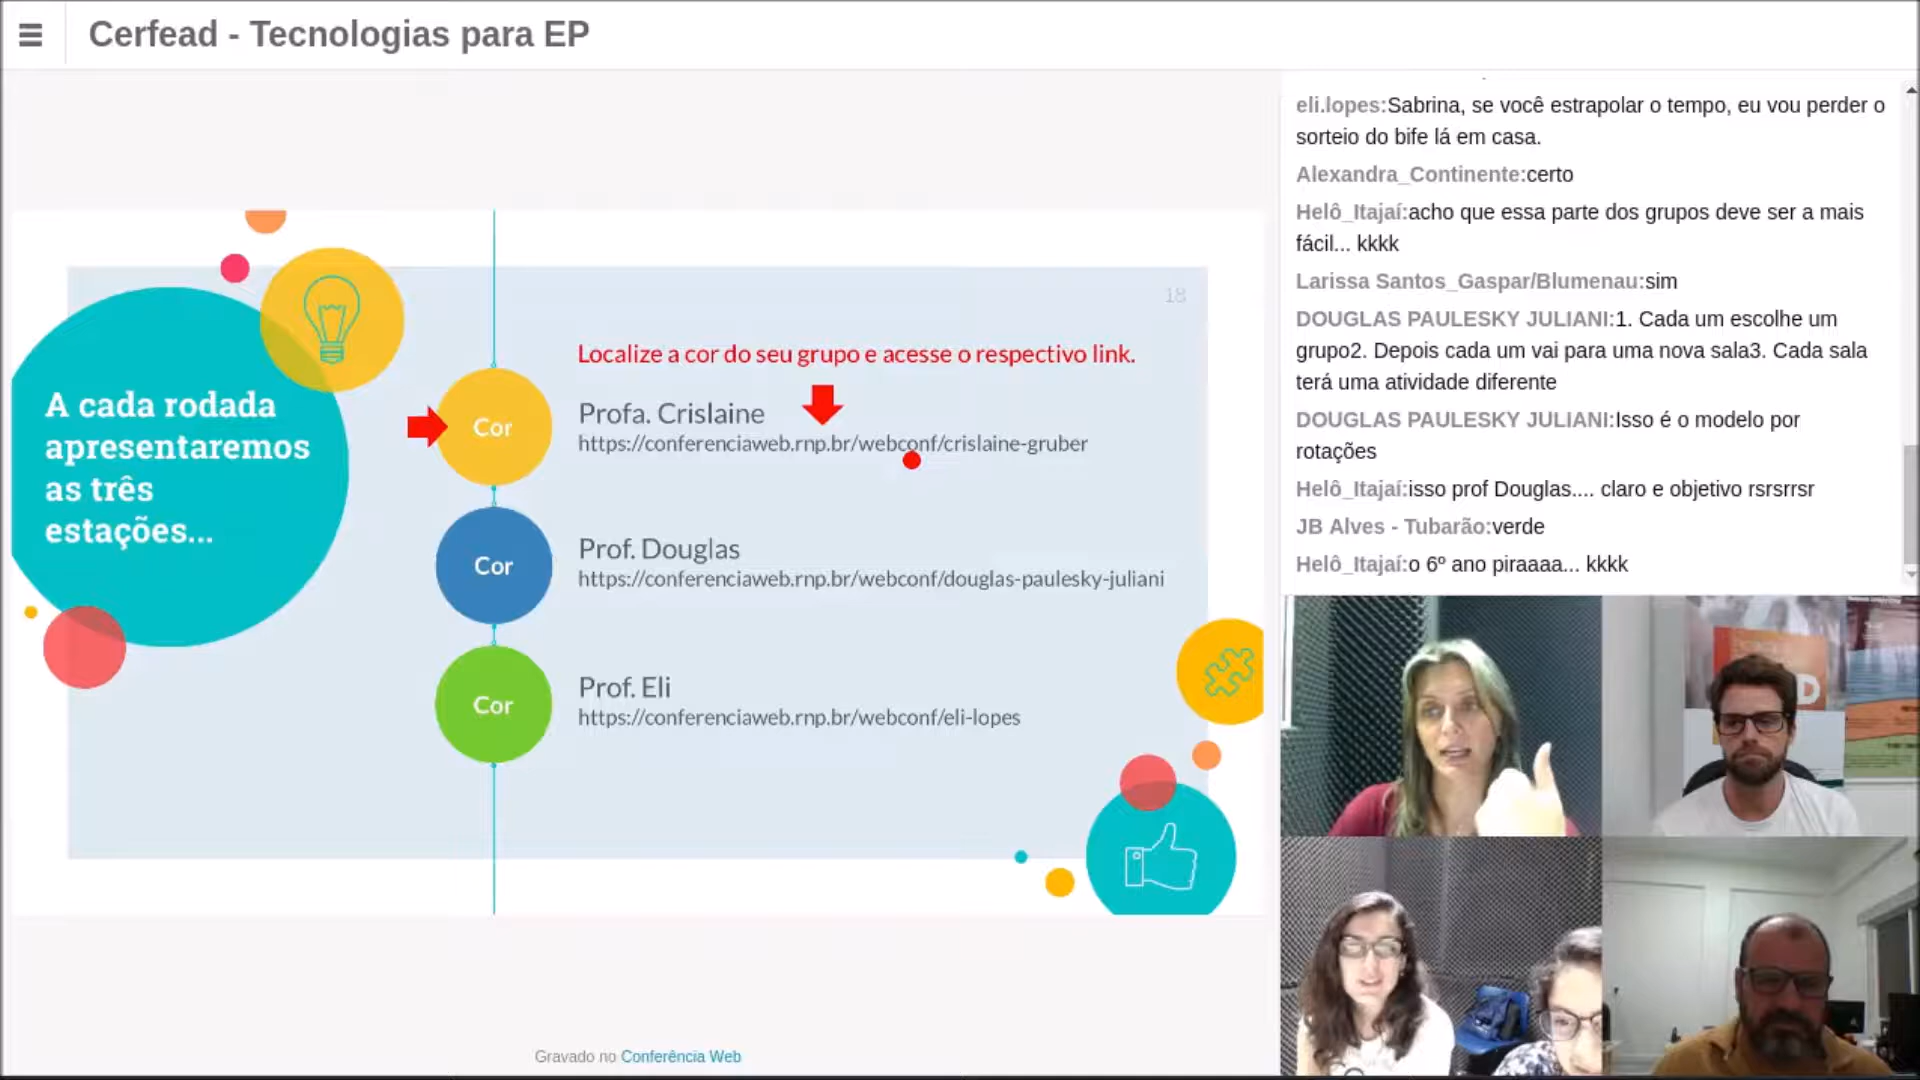 Cerfead - Tecnologias para EP
18
A cada rodada
apresentaremos
as três
estações...
Localize a cor do seu grupo e acesse o respectivo link.
Cor
Profa. Crislaine
https://conferenciaweb.rnp.br/webconf/crislaine-gruber
Cor
Prof. Douglas
https://conferenciaweb.rnp.br/webconf/douglas-paulesky-juliani
Cor
Prof. Eli
https://conferenciaweb.rnp.br/webconf/eli-lopes
Gravado no Conferência Web
eli.lopes:Sabrina, se você estrapolar o tempo, eu vou perder o
sorteio do bife lá em casa.
Alexandra_Continente:certo
Helô_Itajaí:acho que essa parte dos grupos deve ser a mais
fácil... kkkk
Larissa Santos_Gaspar/Blumenau:sim
DOUGLAS PAULESKY JULIANI:1. Cada um escolhe um
grupo2. Depois cada um vai para uma nova sala3. Cada sala
terá uma atividade diferente
DOUGLAS PAULESKY JULIANI:Isso é o modelo por
rotações
Helô_Itajaí:isso prof Douglas.... claro e objetivo rsrsrrsr
JB Alves - Tubarão:verde
Helô_Itajaí:o 6º ano piraaaa... kkkk